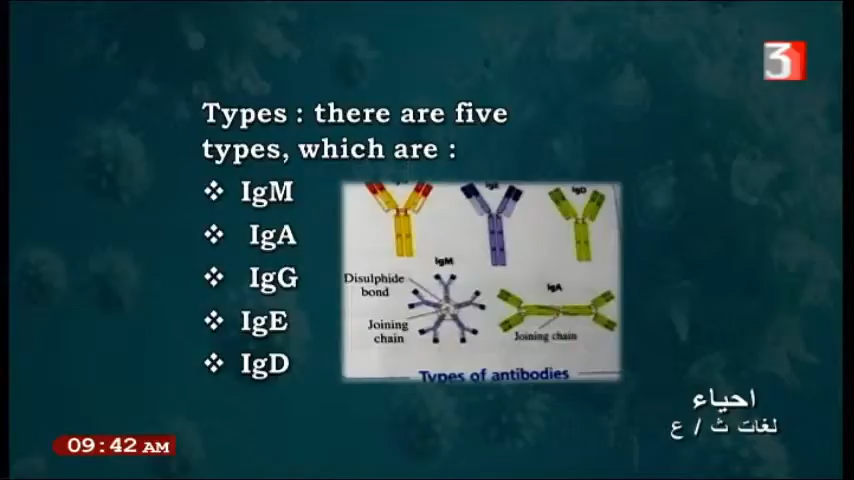 3
Types : there are five
types, which are :
❖ IgM
❖ IgA
❖ IgG
❖ IgE
❖ IgD
IgE
IgD
IgM
Disulphide
bond
IgA
Joining
chain
Joining chain
Types of antibodies
احياء
لغات ث / ع
09:42 AM